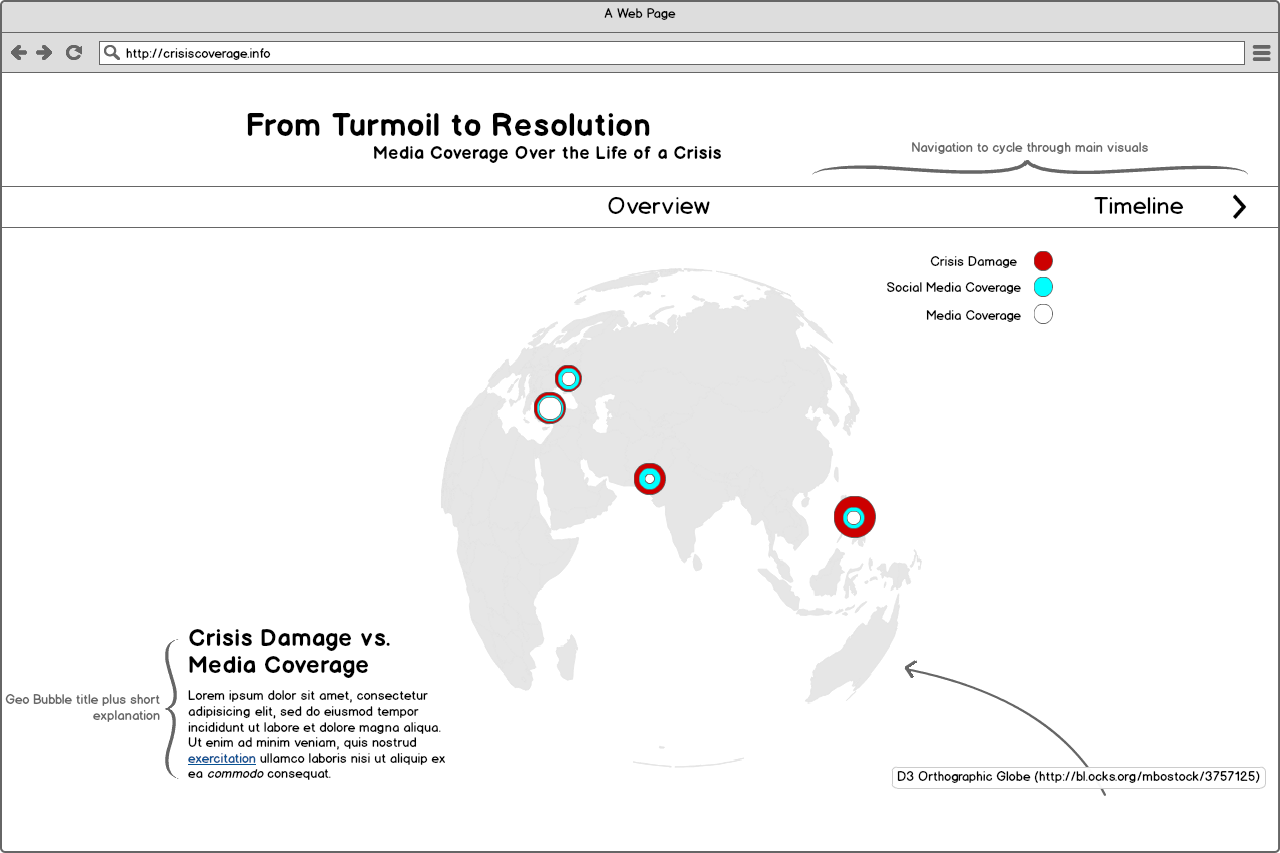 A Web Page
http://crisiscoverage.info
From Turmoil to Resolution
Media Coverage Over the Life of a Crisis
Navigation to cycle through main visuals
Overview
Timeline
Crisis Damage
Social Media Coverage
Media Coverage
Crisis Damage vs.
Media Coverage
Geo Bubble title plus short
explanation
Lorem ipsum dolor sit amet, consectetur
adipisicing elit, sed do eiusmod tempor
incididunt ut labore et dolore magna aliqua.
Ut enim ad minim veniam, quis nostrud
exercitation ullamco laboris nisi ut aliquip ex
ea commodo consequat.
D3 Orthographic Globe (http://bl.ocks.org/mbostock/3757125)